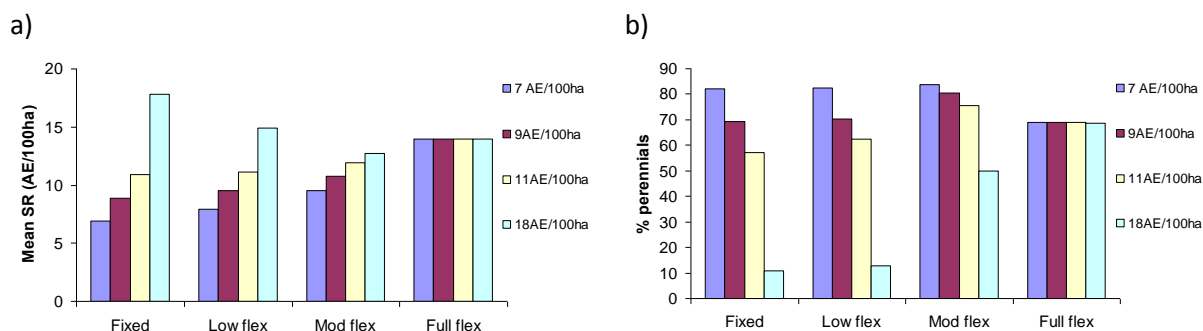 a)
Mean SR (AE/100ha)
20
15
10
5
0
Fixed Low flex Mod flex Full flex
7 AE/100ha
9AE/100ha
11AE/100ha
18AE/100ha
b)
% perennials
90
80
70
60
50
40
30
20
10
0
Fixed Low flex Mod flex Full flex
7 AE/100ha
9AE/100ha
11AE/100ha
18AE/100ha